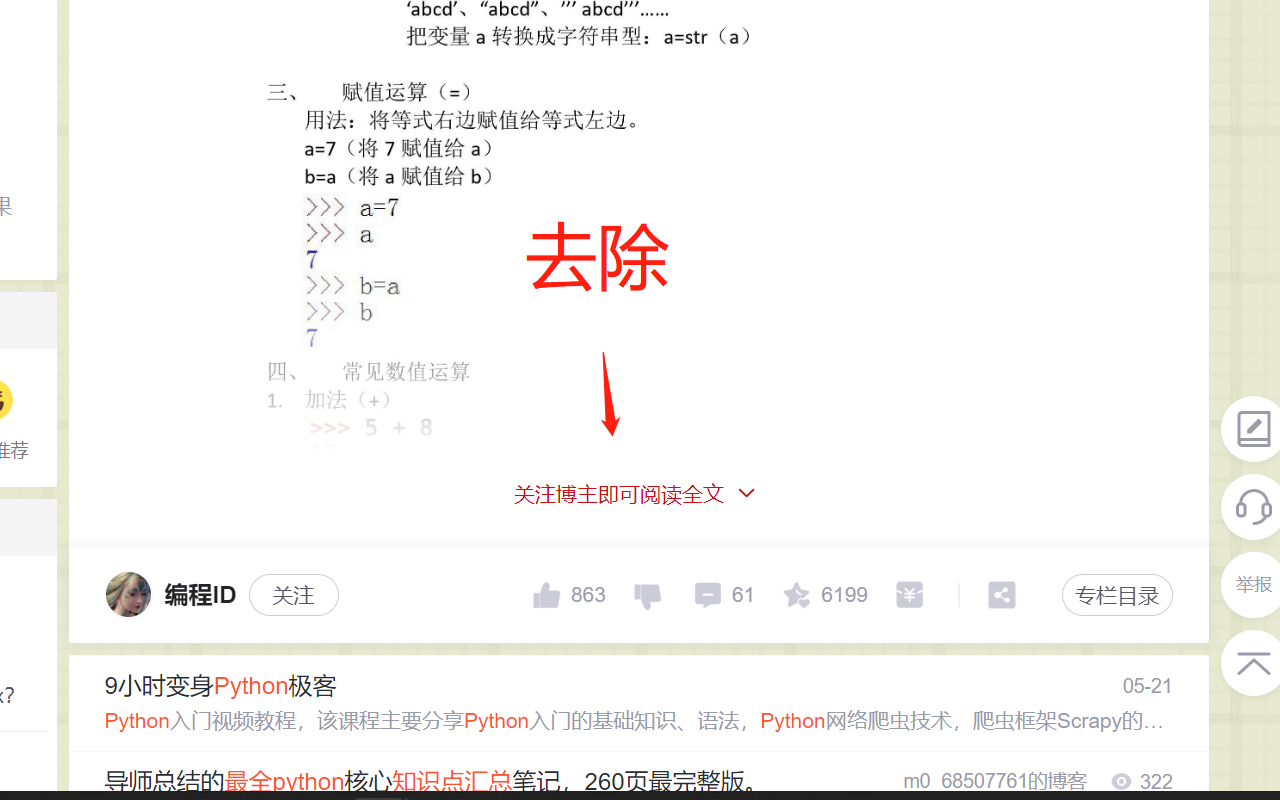 ‘abcd’、“abcd”、’’’ abcd’’’……
把变量 a 转换成字符串型：a=str（a）
三、 赋值运算（=）
用法：将等式右边赋值给等式左边。
a=7（将 7 赋值给 a）
b=a（将 a 赋值给 b）
>>> a=7
>>> a
7
>>> b=a
>>> b
7
去除
四、 常见数值运算
1. 加法（+）
>>> 5 + 8
关注博主即可阅读全文
编程ID
关注
863
61
6199
专栏目录
9小时变身Python极客
05-21
Python入门视频教程，该课程主要分享Python入门的基础知识、语法，Python网络爬虫技术，爬虫框架Scrapy的…
导师总结的最全python核心知识点汇总笔记，260页最完整版。
m0_68507761的博客
322
果
推荐
x?
举报